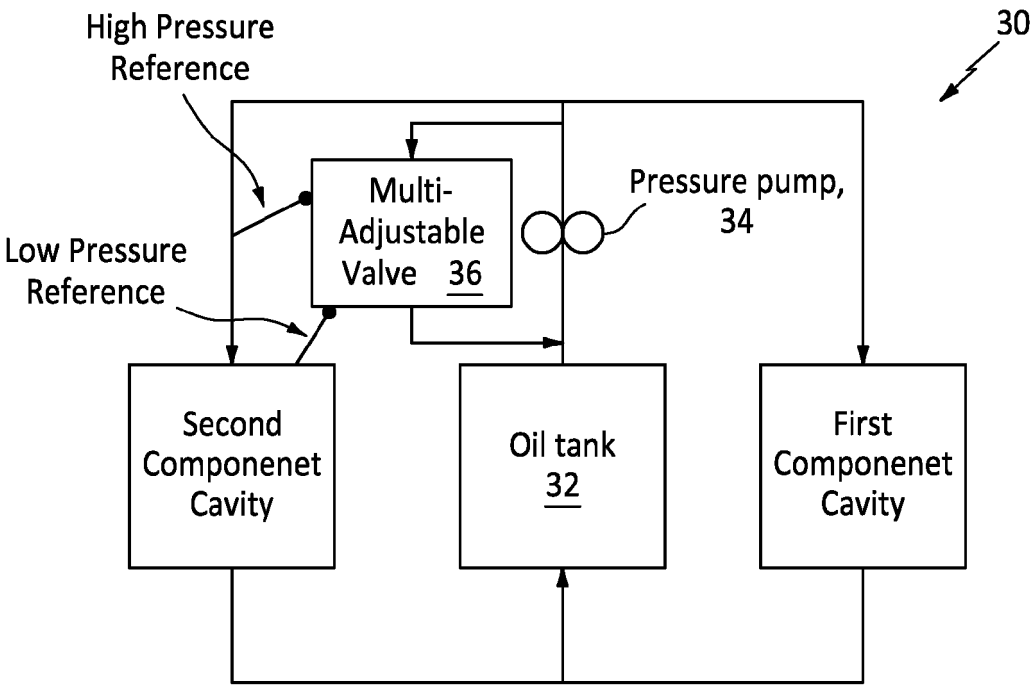 High Pressure
Reference
30
Multi-
Adjustable
Valve 36
Pressure pump,
34
Low Pressure
Reference
Second
Componenet
Cavity
Oil tank
32
First
Componenet
Cavity